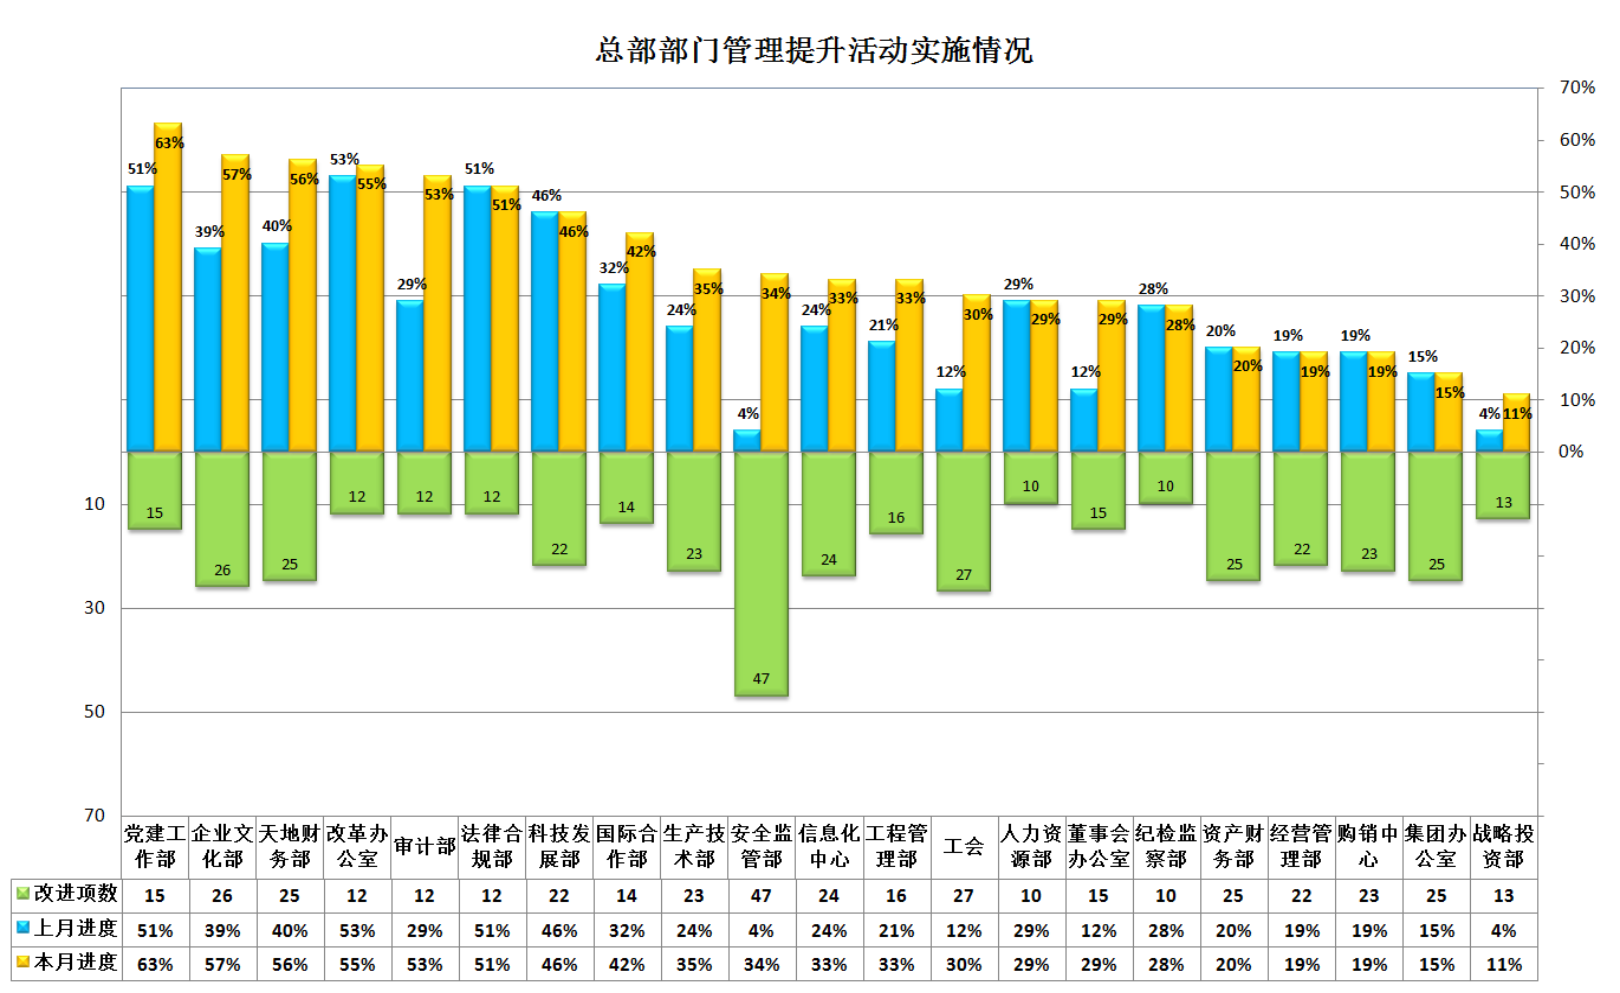 总部部门管理提升活动实施情况
70%
60%
50%
40%
30%
20%
10%
0%
10
30
50
70
51% 39% 40% 53% 29% 51% 46% 32% 24% 4% 24% 21% 12% 29% 12% 28% 20% 19% 19% 15% 4%
63% 57% 56% 55% 53% 51% 46% 42% 35% 34% 33% 33% 30% 29% 29% 28% 20% 19% 19% 15% 11%
15 26 25 12 12 12 22 14 23 47 24 16 27 10 15 10 25 22 23 25 13
党建工 企业文 天地财 改革办 审计部 法律合 科技发 国际合 生产技 安全监 信息化 工程管 工会 人力资 董事会 纪检监 资产财 经营管 购销中 集团办 战略投
作部 化部 务部 公室 规部 展部 作部 术部 管部 中心 理部 源部 办公室 察部 务部 理部 心 公室 资部
改进项数 15 26 25 12 12 12 22 14 23 47 24 16 27 10 15 10 25 22 23 25 13
上月进度 51% 39% 40% 53% 29% 51% 46% 32% 24% 4% 24% 21% 12% 29% 12% 28% 20% 19% 19% 15% 4%
本月进度 63% 57% 56% 55% 53% 51% 46% 42% 35% 34% 33% 33% 30% 29% 29% 28% 20% 19% 19% 15% 11%